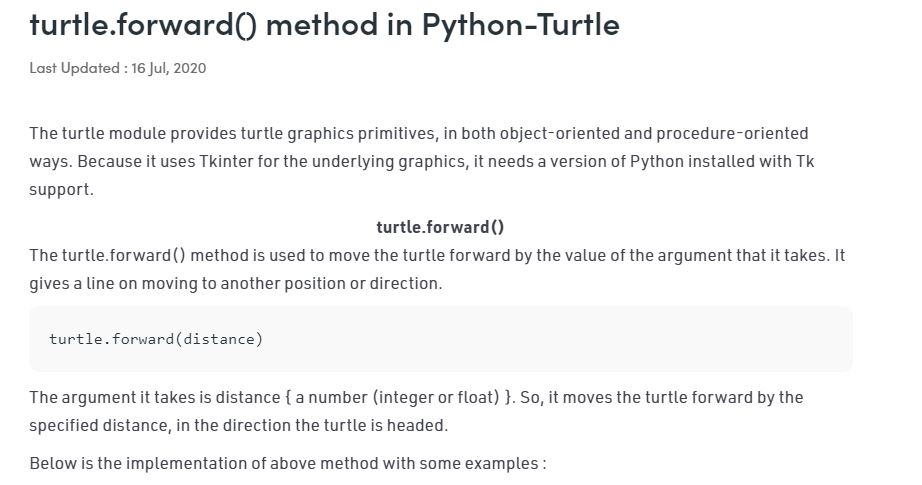 turtle.forward() method in Python-Turtle
Last Updated : 16 Jul, 2020
The turtle module provides turtle graphics primitives, in both object-oriented and procedure-oriented
ways. Because it uses Tkinter for the underlying graphics, it needs a version of Python installed with Tk
support.
turtle.forward()
The turtle.forward() method is used to move the turtle forward by the value of the argument that it takes. It
gives a line on moving to another position or direction.
turtle.forward(distance)
The argument it takes is distance { a number (integer or float) }. So, it moves the turtle forward by the
specified distance, in the direction the turtle is headed.
Below is the implementation of above method with some examples :